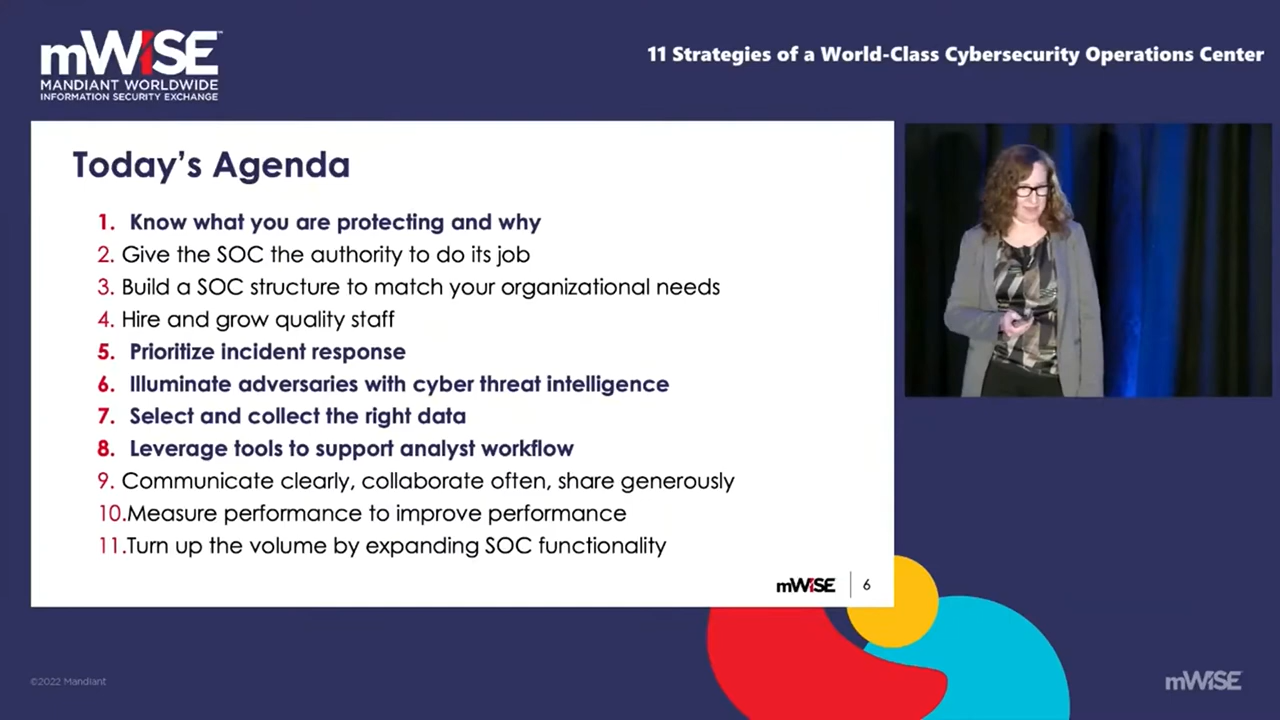 mWISE™
MANDIANT WORLDWIDE
INFORMATION SECURITY EXCHANGE
11 Strategies of a World-Class Cybersecurity Operations Center
Today's Agenda
1. Know what you are protecting and why
2. Give the SOC the authority to do its job
3. Build a SOC structure to match your organizational needs
4. Hire and grow quality staff
5. Prioritize incident response
6. Illuminate adversaries with cyber threat intelligence
7. Select and collect the right data
8. Leverage tools to support analyst workflow
9. Communicate clearly, collaborate often, share generously
10.Measure performance to improve performance
11.Turn up the volume by expanding SOC functionality
mWISE 6
©2022 Mandiant
mWISE